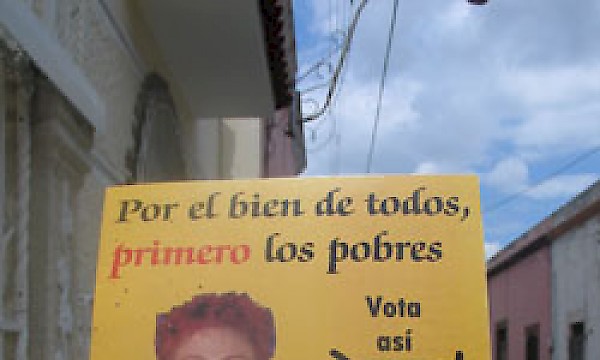 Por el bien de todos,
primero los pobres
Vota
así